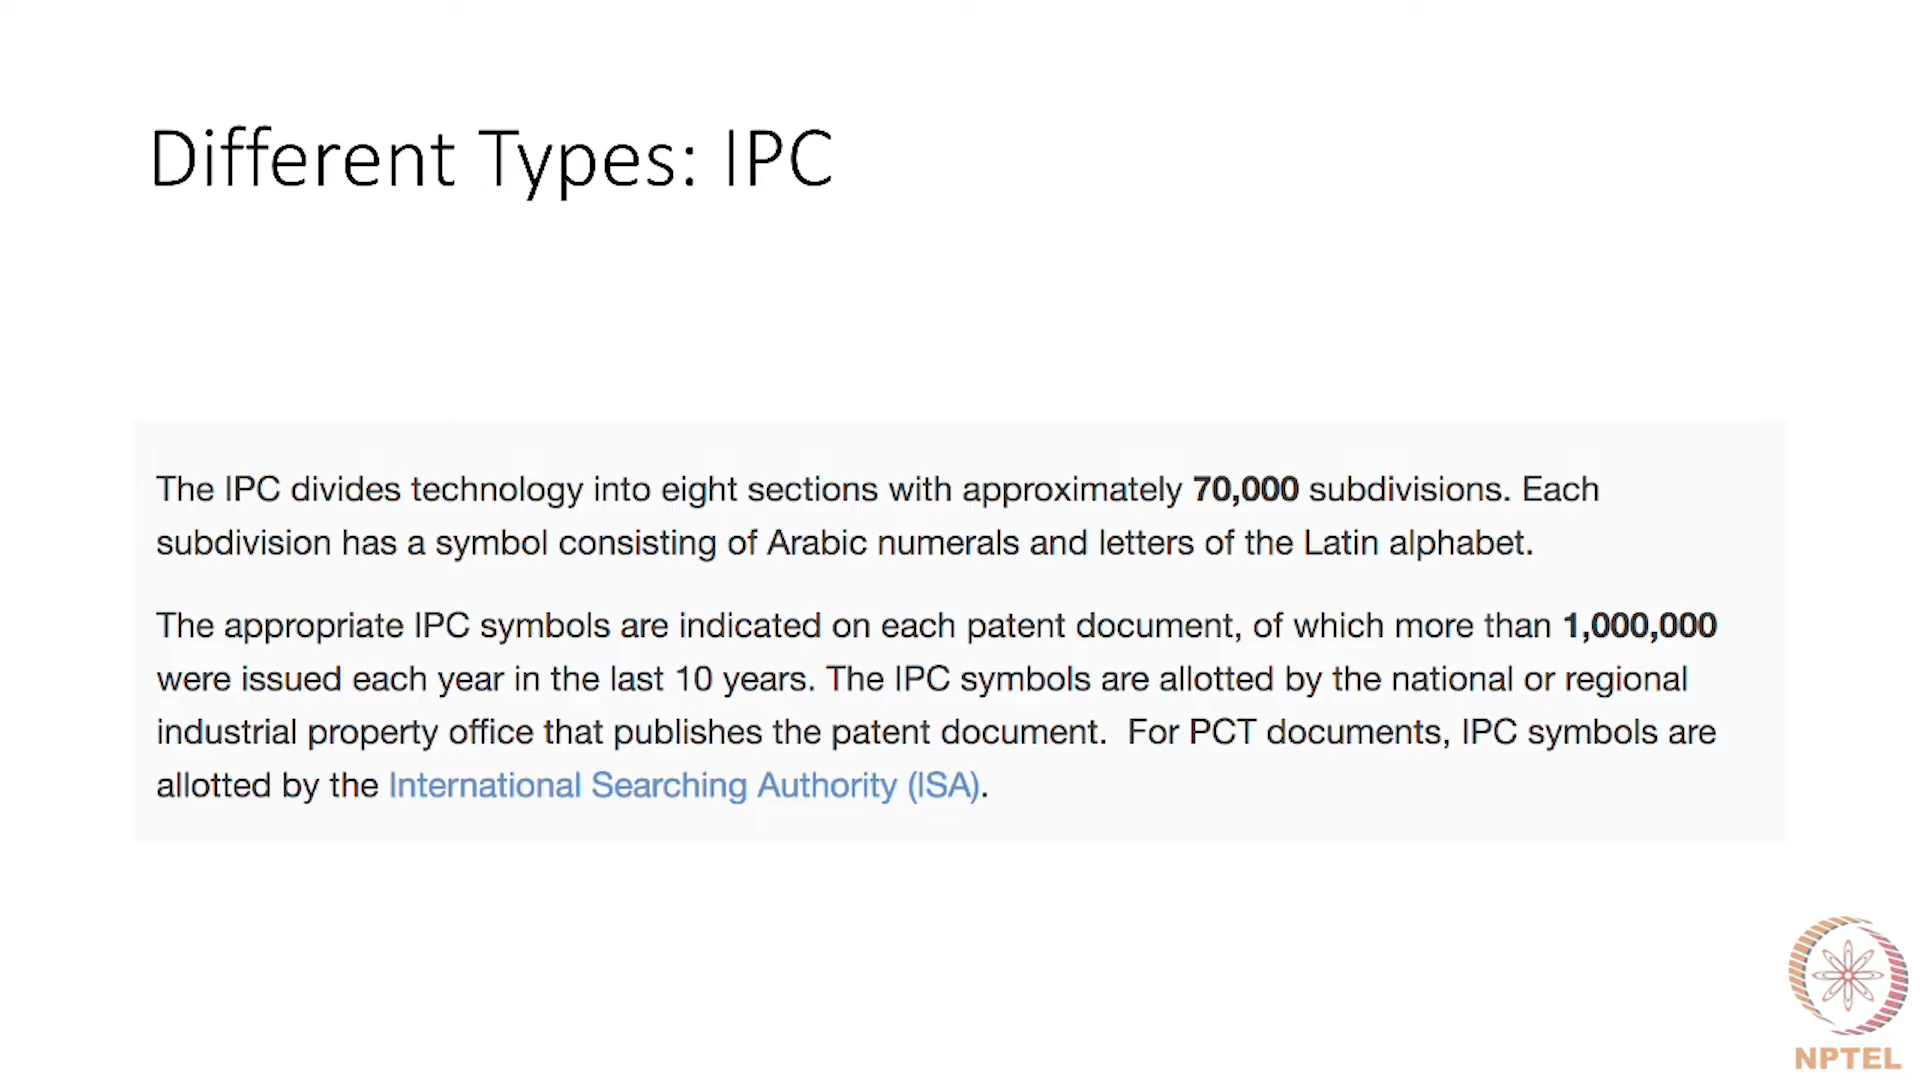 Different Types: IPC
The IPC divides technology into eight sections with approximately 70,000 subdivisions. Each
subdivision has a symbol consisting of Arabic numerals and letters of the Latin alphabet.
The appropriate IPC symbols are indicated on each patent document, of which more than 1,000,000
were issued each year in the last 10 years. The IPC symbols are allotted by the national or regional
industrial property office that publishes the patent document.  For PCT documents, IPC symbols are
allotted by the International Searching Authority (ISA).
NPTEL